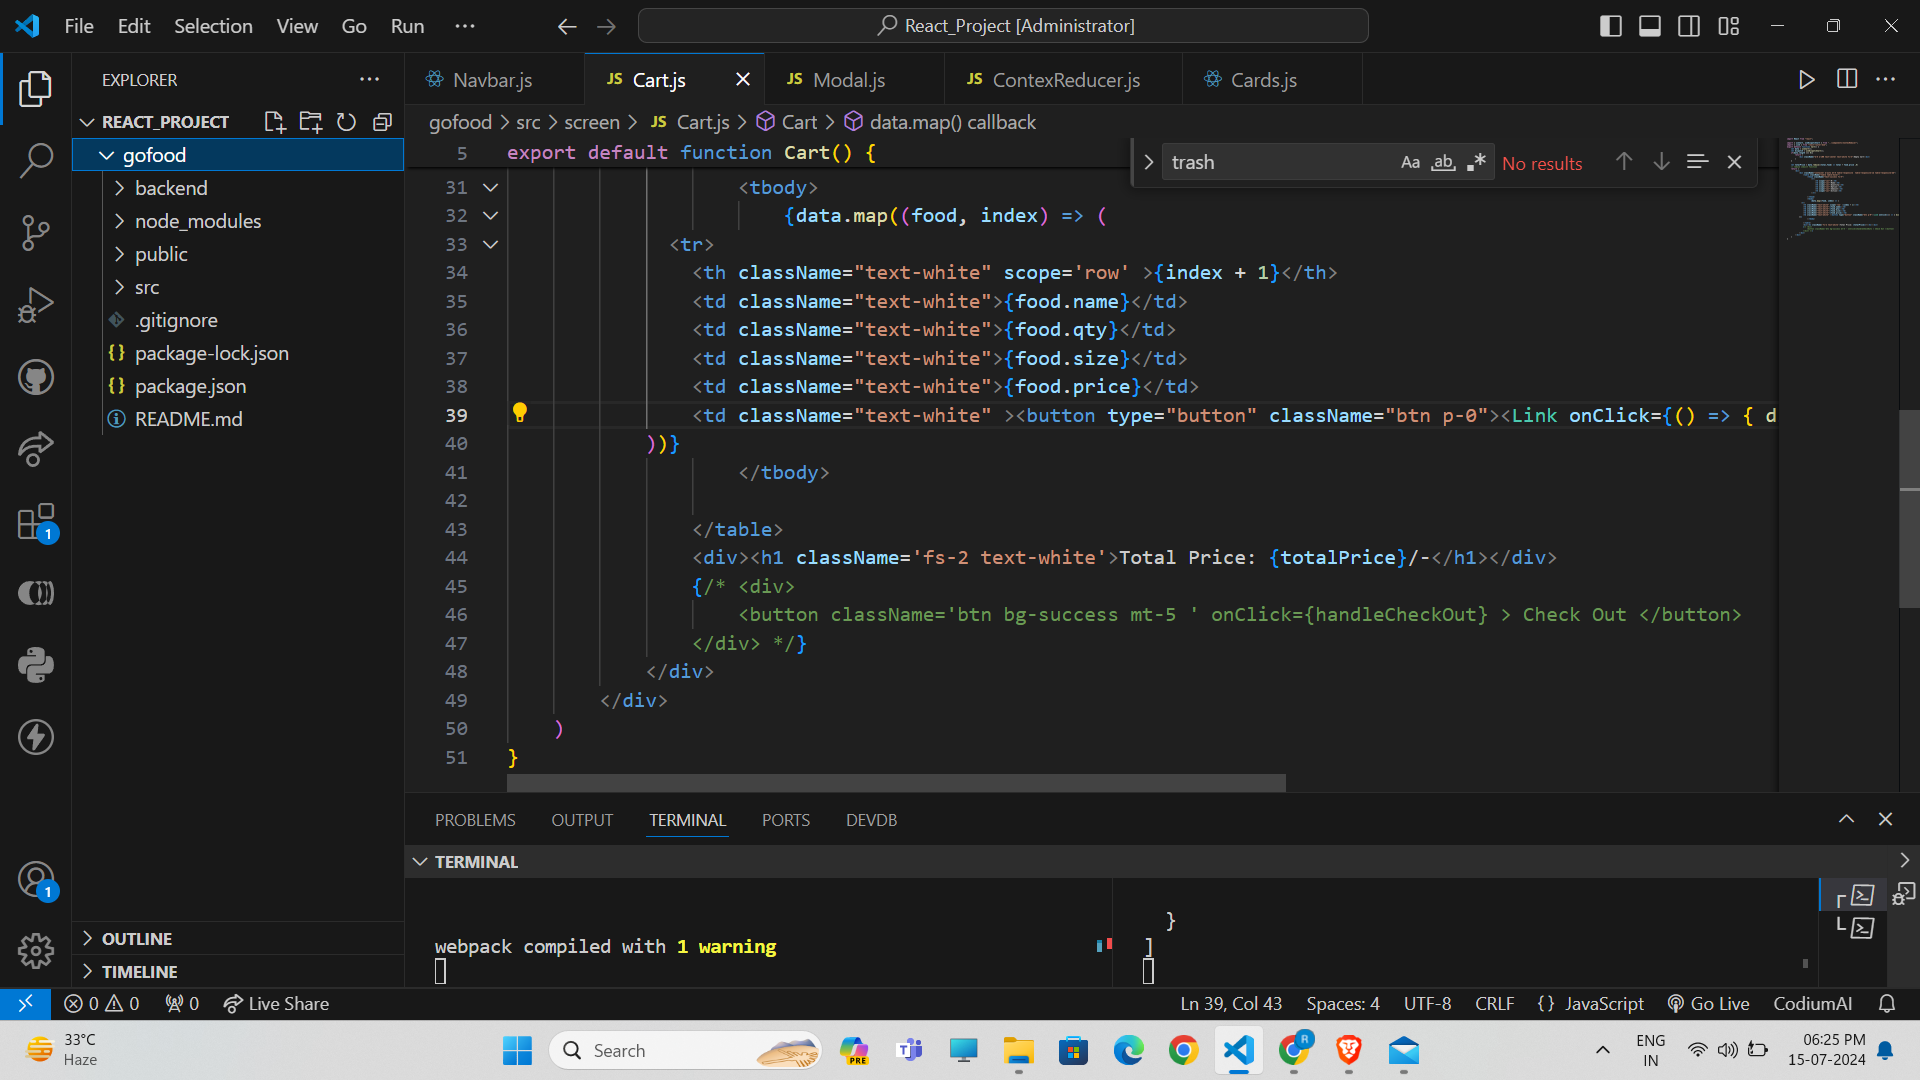 File Edit Selection View Go Run ···
React_Project [Administrator]
EXPLORER
REACT_PROJECT
gofood
backend
node_modules
public
src
.gitignore
{} package-lock.json
{} package.json
README.md
OUTLINE
TIMELINE
1
1
Navbar.js JS Cart.js JS Modal.js JS ContexReducer.js Cards.js
gofood > src > screen > JS Cart.js > Cart > data.map() callback
trash Aa ab No results
5 export default function Cart() {
31 <tbody>
32 {data.map((food, index) => (
33 <tr>
34 <th className="text-white" scope='row' >{index + 1}</th>
35 <td className="text-white">{food.name}</td>
36 <td className="text-white">{food.qty}</td>
37 <td className="text-white">{food.size}</td>
38 <td className="text-white">{food.price}</td>
39 <td className="text-white" ><button type="button" className="btn p-0"><Link onClick={() => { d
40 ))}
41 </tbody>
42
43 </table>
44 <div><h1 className='fs-2 text-white'>Total Price: {totalPrice}/-</h1></div>
45 {/* <div>
46 <button className='btn bg-success mt-5 ' onClick={handleCheckOut} > Check Out </button>
47 </div> */}
48 </div>
49 </div>
50 )
51 }
PROBLEMS OUTPUT TERMINAL PORTS DEVDB
TERMINAL
webpack compiled with 1 warning
}
]
0 0 0 Live Share
Ln 39, Col 43 Spaces: 4 UTF-8 CRLF {} JavaScript Go Live CodiumAI
33°C
Haze
Search
PRE
R
ENG
IN
06:25 PM
15-07-2024